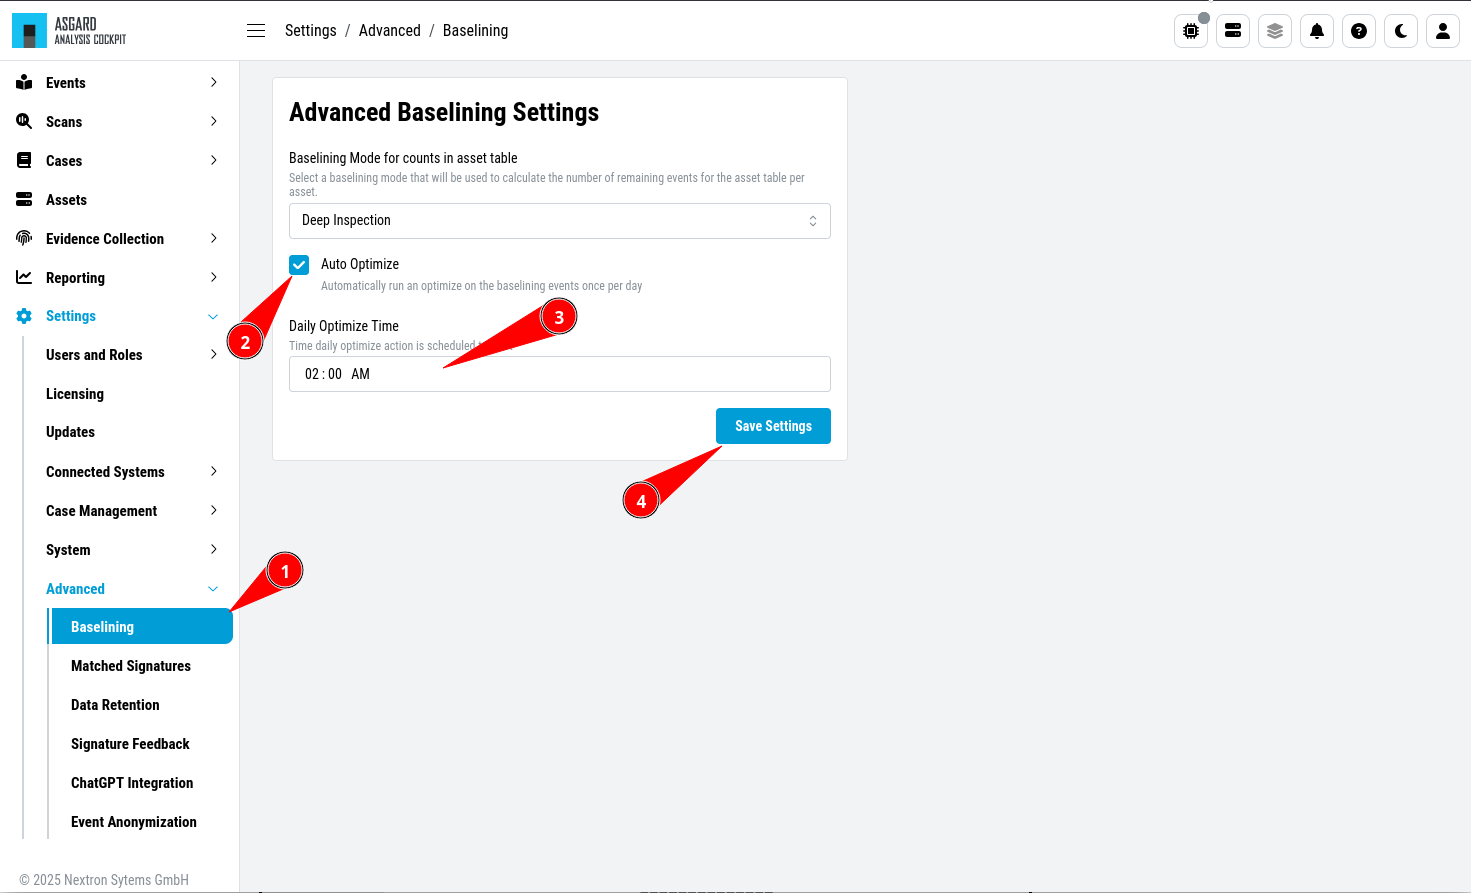 ASGARD
ANALYSIS COCKPIT
Settings / Advanced / Baselining
Events
Scans
Cases
Assets
Evidence Collection
Reporting
Settings
Users and Roles
Licensing
Updates
Connected Systems
Case Management
System
Advanced
Baselining
Matched Signatures
Data Retention
Signature Feedback
ChatGPT Integration
Event Anonymization
© 2025 Nextron Sytems GmbH
Advanced Baselining Settings
Baselining Mode for counts in asset table
Select a baselining mode that will be used to calculate the number of remaining events for the asset table per
asset.
Deep Inspection
Auto Optimize
Automatically run an optimize on the baselining events once per day
Daily Optimize Time
Time daily optimize action is scheduled
02 : 00 AM
Save Settings
1
2
3
4